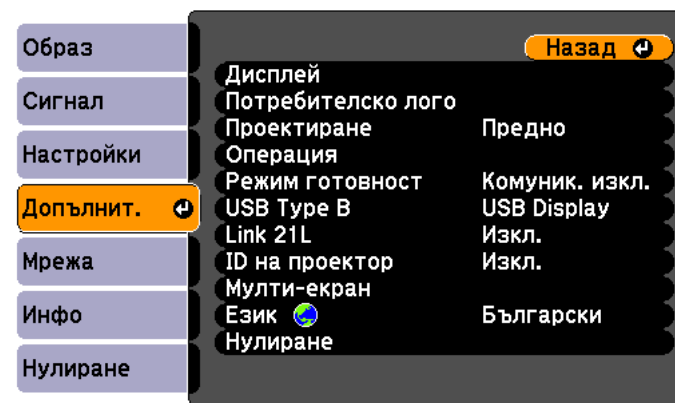 Образ
Сигнал
Настройки
Допълнит.
Мрежа
Инфо
Нулиране
Назад
Дисплей
Потребителско лого
Проектиране Предно
Операция
Режим готовност Комуник. изкл.
USB Type B USB Display
Link 21L Изкл.
ID на проектор Изкл.
Мулти-екран
Език Български
Нулиране